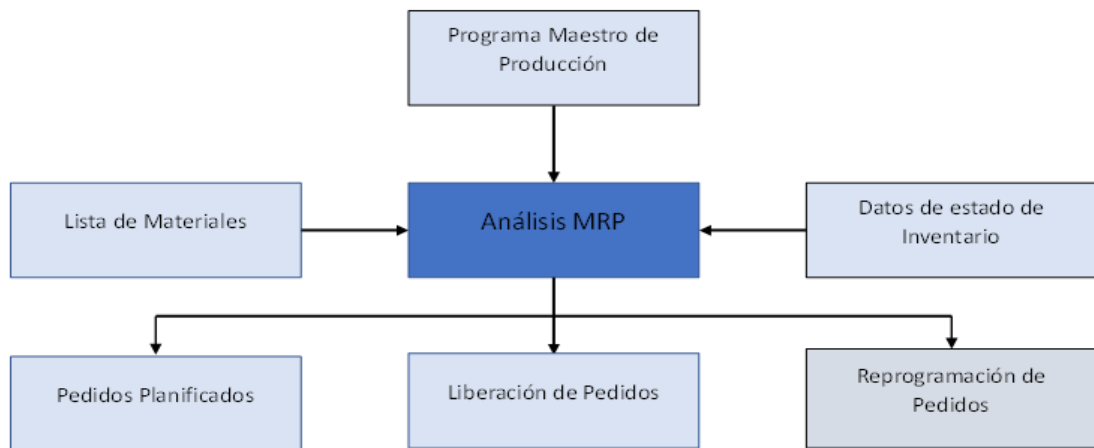 Programa Maestro de
Producción
Lista de Materiales
Análisis MRP
Datos de estado de
Inventario
Pedidos Planificados
Liberación de Pedidos
Reprogramación de
Pedidos